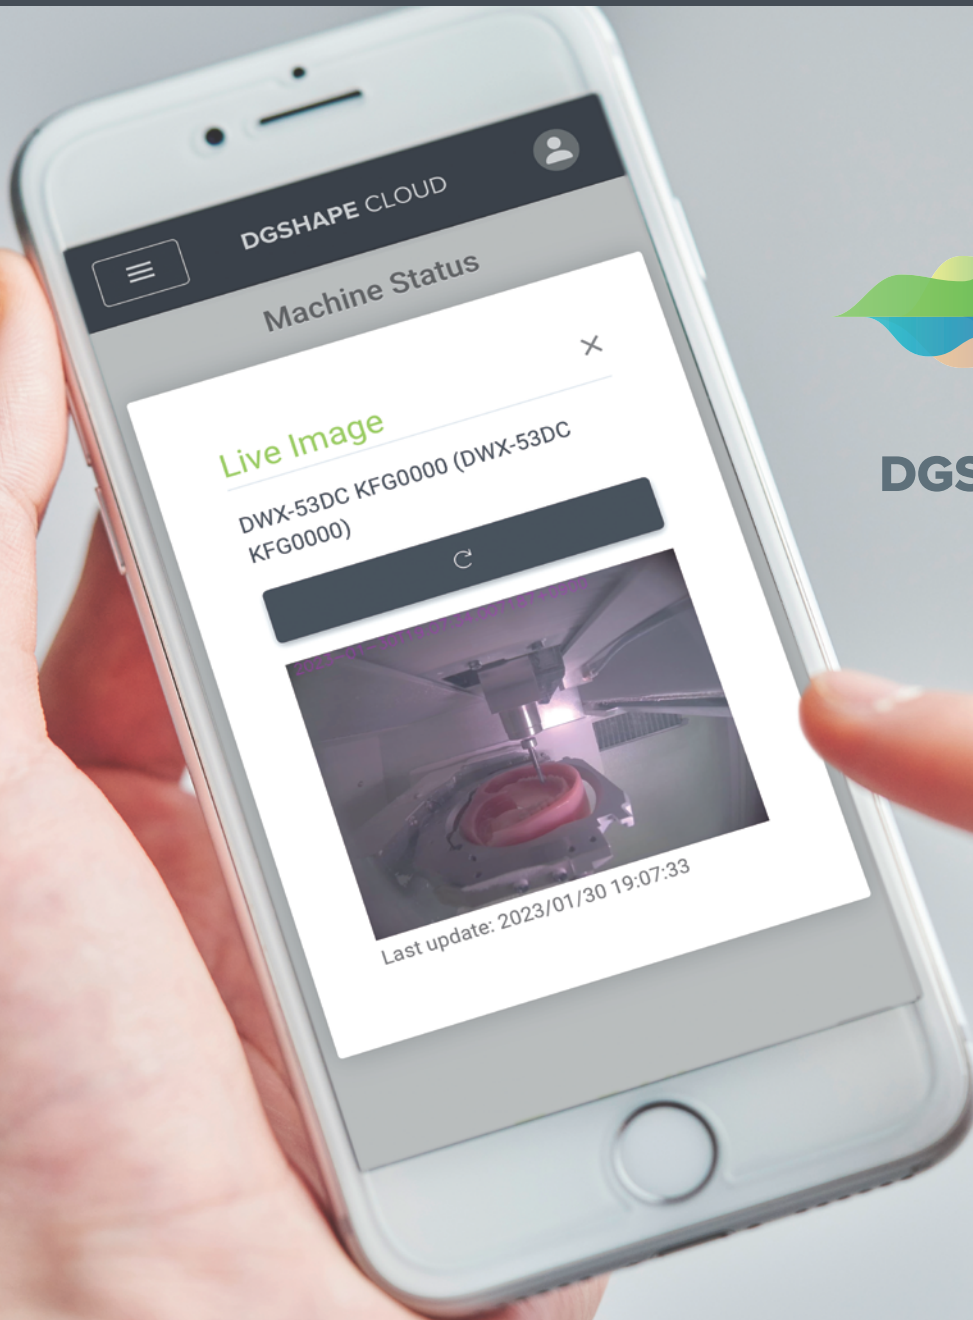 DGSHAPE CLOUD
Machine Status
Live Image
DWX-53DC KFG0000 (DWX-53DC
KFG0000)
Last update: 2023/01/30 19:07:33
DGS